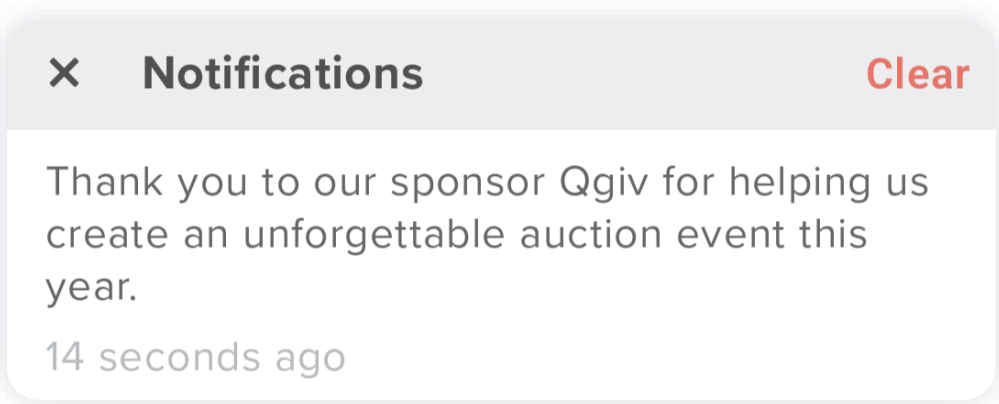 ✕ Notifications Clear
Thank you to our sponsor Qgiv for helping us
create an unforgettable auction event this
year.
14 seconds ago